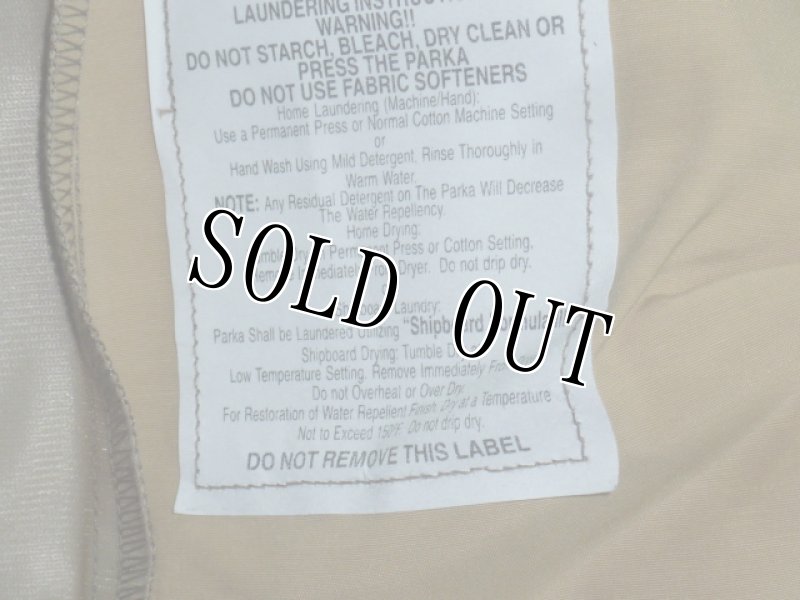 LAUNDERING
WARNING!!
DO NOT STARCH, BLEACH, DRY CLEAN OR
PRESS THE PARKA
DO NOT USE FABRIC SOFTENERS
Home Laundering (Machine/Hand):
Use a Permanent Press or Normal Cotton Machine Setting
or
Hand Wash Using Mild Detergent, Rinse Thoroughly in
Warm Water.
NOTE: Any Residual Detergent on The Parka Will Decrease
The Water Repellency.
Home Drying:
Press or Cotton Setting.
Dryer. Do not drip dry.
SOLD OUT
Laundry:
Parka Shall be Laundered Utilizing "Shipboard
Shipboard Drying: Tumble
Low Temperature Setting. Remove Immediately
Do not Overheat or Over Dry.
For Restoration of Water Repellent Finish, Dry at a Temperature
Not to Exceed 150°F. Do not drip dry.
DO NOT REMOVE THIS LABEL